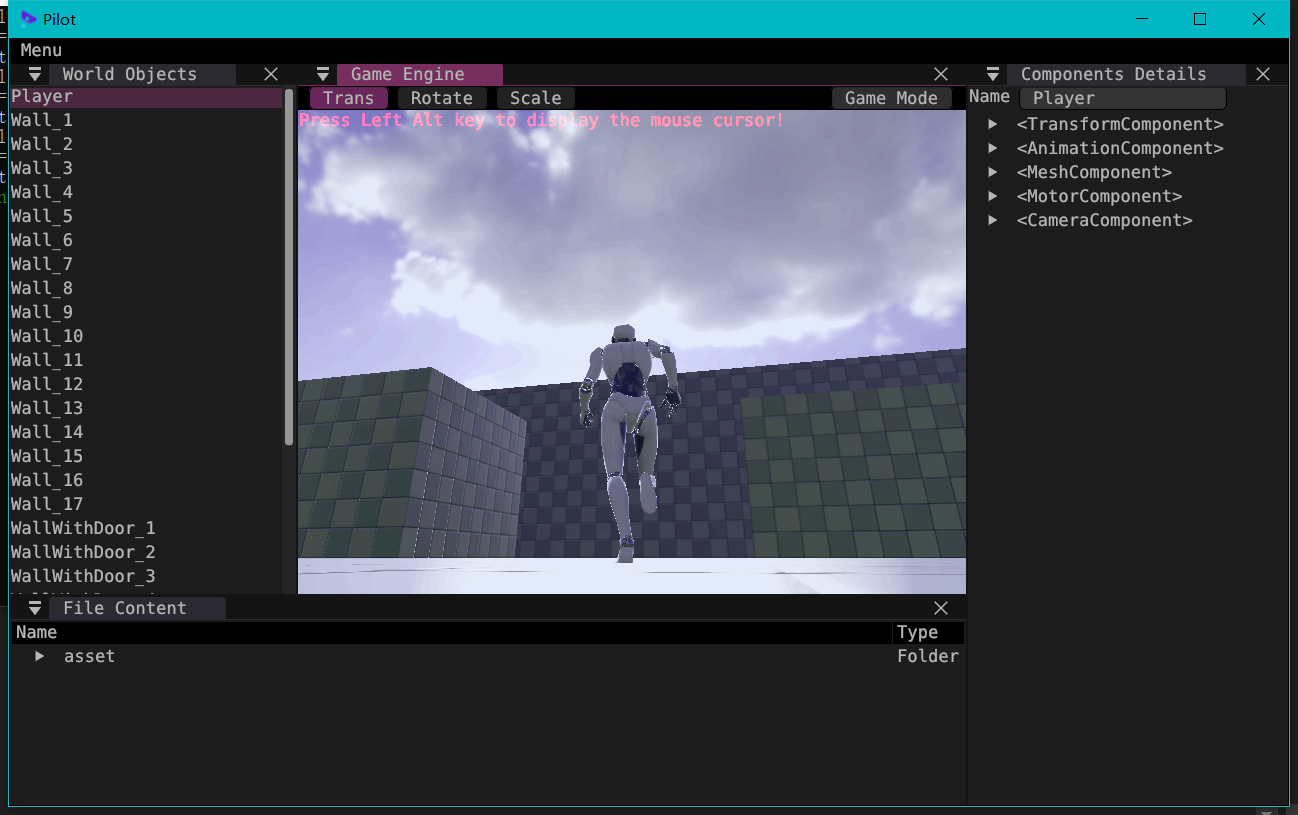 Pilot
Menu
World Objects
Player
Wall_1
Wall_2
Wall_3
Wall_4
Wall_5
Wall_6
Wall_7
Wall_8
Wall_9
Wall_10
Wall_11
Wall_12
Wall_13
Wall_14
Wall_15
Wall_16
Wall_17
WallWithDoor_1
WallWithDoor_2
WallWithDoor_3
Game Engine
Trans Rotate Scale Game Mode
Press Left Alt key to display the mouse cursor!
Components Details
Name Player
<TransformComponent>
<AnimationComponent>
<MeshComponent>
<MotorComponent>
<CameraComponent>
File Content
Name Type
asset Folder